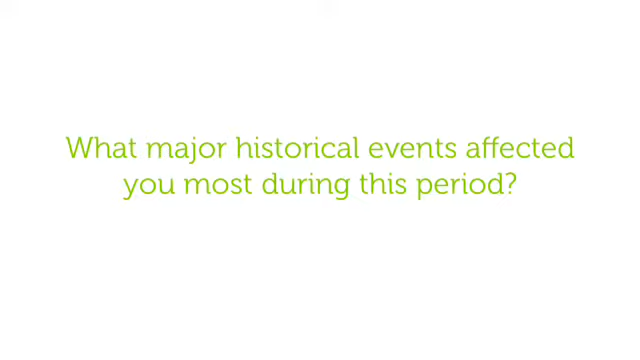 What major historical events affected
you most during this period?